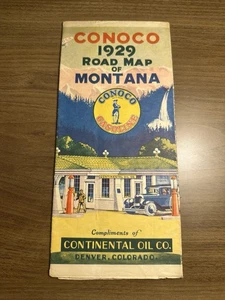 CONOCO
1929
ROAD MAP
OF
MONTANA
CONOCO
GASOLINE
Compliments of
CONTINENTAL OIL CO.
DENVER, COLORADO.